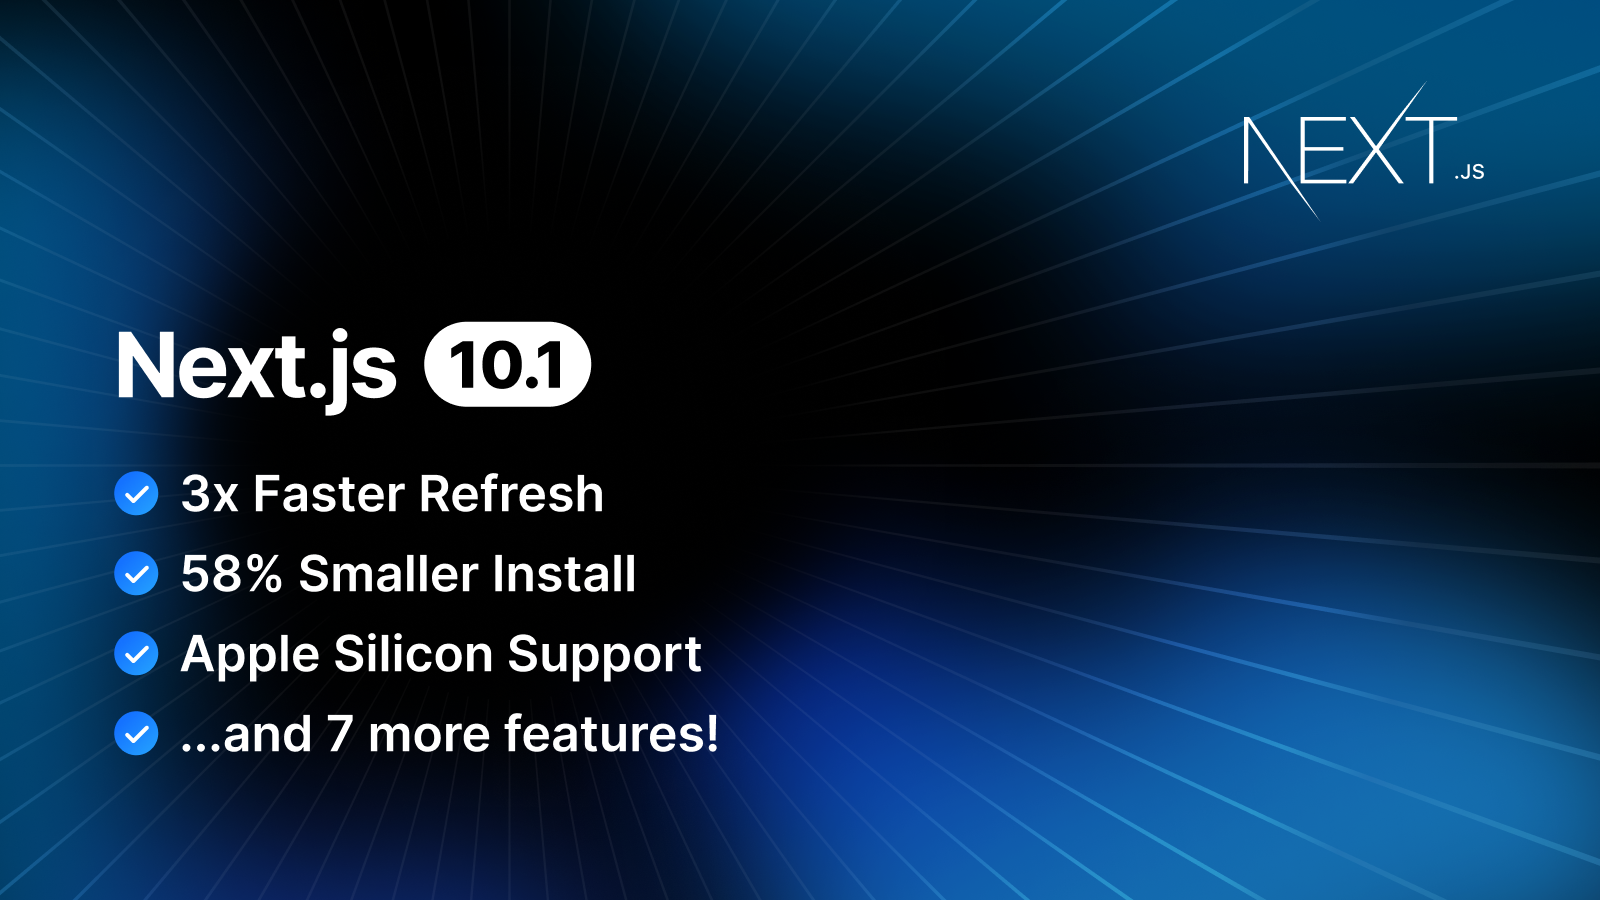 NEXT.JS
Next.js 10.1
3x Faster Refresh
58% Smaller Install
Apple Silicon Support
...and 7 more features!